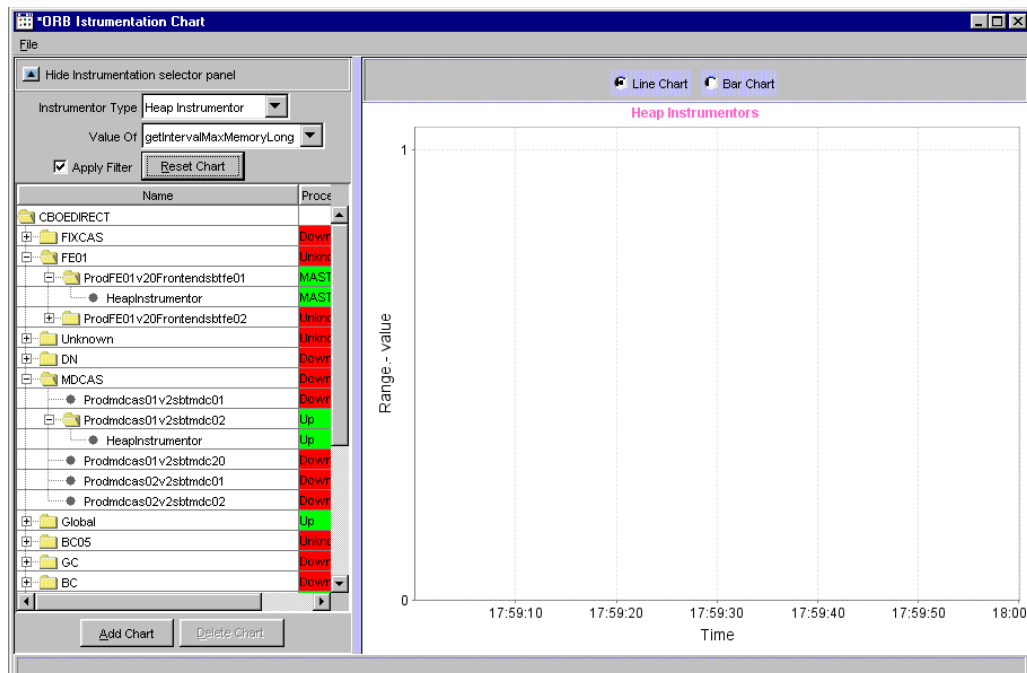 *ORB Istrumentation Chart
File
Hide Instrumentation selector panel
Instrumentor Type Heap Instrumentor
Value Of getIntervalMaxMemoryLong
Apply Filter Reset Chart
Name Proce
CBOEDIRECT
FIXCAS Down
FE01 Unkno
ProdFE01v20Frontendsbtfe01 MAST
HeapInstrumentor MAST
ProdFE01v20Frontendsbtfe02 Unkno
Unknown Unkno
DN Down
MDCAS Down
Prodmdcas01v2sbtmdc01 Down
Prodmdcas01v2sbtmdc02 Up
HeapInstrumentor Up
Prodmdcas01v2sbtmdc20 Down
Prodmdcas02v2sbtmdc01 Down
Prodmdcas02v2sbtmdc02 Down
Global Up
BC05 Unkno
GC Down
BC Down
Add Chart Delete Chart
Line Chart Bar Chart
Heap Instrumentors
1
Range.- value
0
17:59:10 17:59:20 17:59:30 17:59:40 17:59:50 18:00
Time